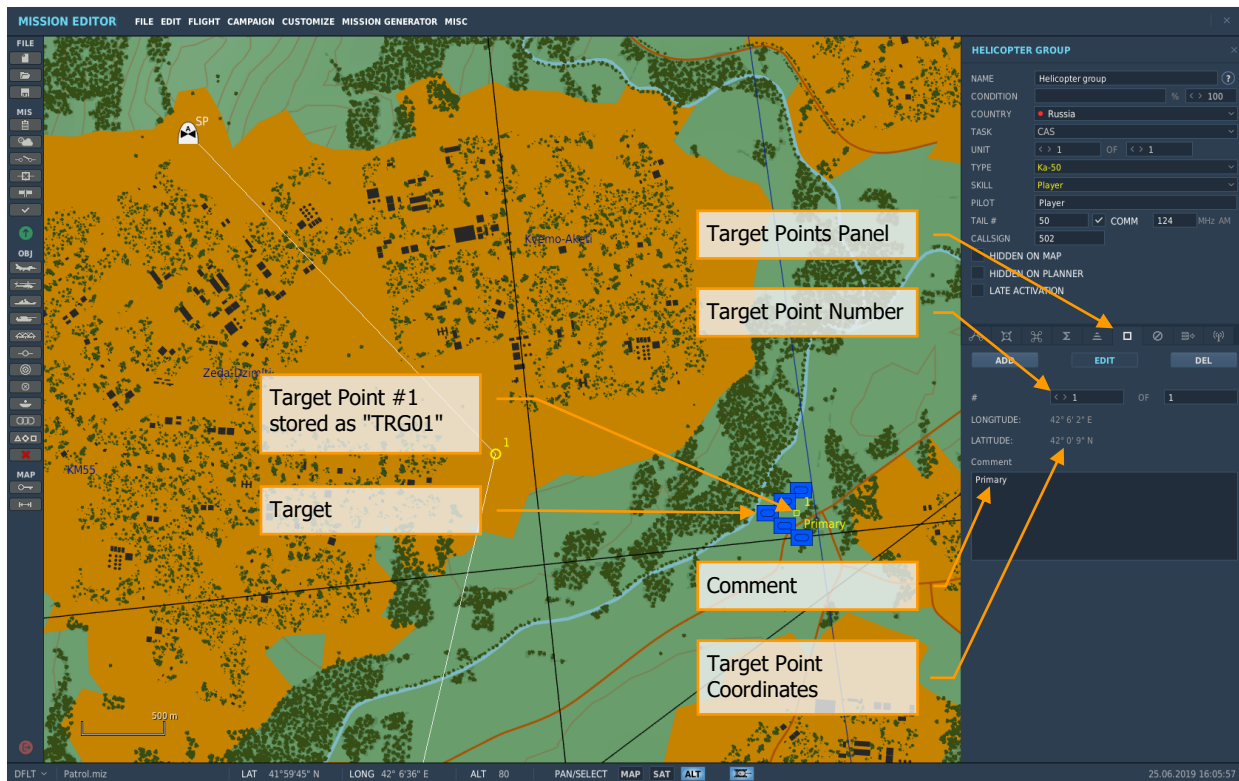 MISSION EDITOR FILE EDIT FLIGHT CAMPAIGN CUSTOMIZE MISSION GENERATOR MISC
FILE
MIS
OBJ
MAP
SP
Kvemo-Aketi
Zeda-Dzimiti
KM55
1
1
Primary
500 m
Target Points Panel
Target Point Number
Target Point #1
stored as "TRG01"
Target
Comment
Target Point
Coordinates
HELICOPTER GROUP
NAME Helicopter group ?
CONDITION % < > 100
COUNTRY Russia
TASK CAS
UNIT < > 1 OF < > 1
TYPE Ka-50
SKILL Player
PILOT Player
TAIL # 50 COMM 124 MHz AM
CALLSIGN 502
HIDDEN ON MAP
HIDDEN ON PLANNER
LATE ACTIVATION
ADD EDIT DEL
# < > 1 OF 1
LONGITUDE: 42° 6' 2" E
LATITUDE: 42° 0' 9" N
Comment
Primary
DFLT Patrol.miz LAT 41°59'45" N LONG 42° 6'36" E ALT 80 PAN/SELECT MAP SAT ALT 25.06.2019 16:05:57